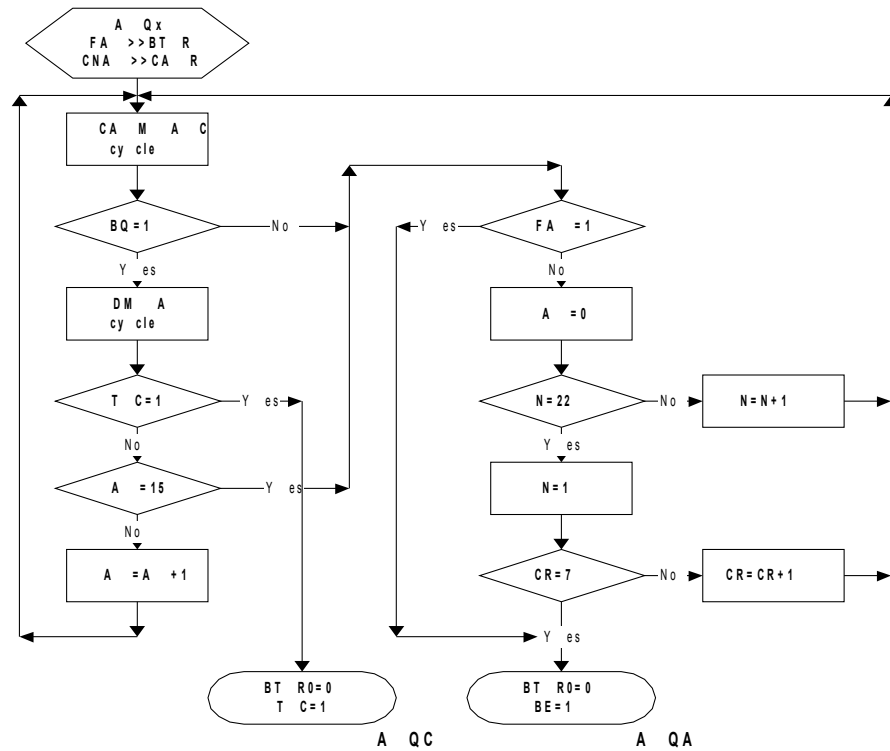 A Qx
FA >>BT R
CNA >>CA R
CA M A C
cy cle
BQ=1
No
Y es
DM A
cy cle
T C=1
Y es
No
A =15
Y es
No
A =A +1
FA =1
Y es
No
A =0
N=22
No
N=N+1
Y es
N=1
CR=7
No
CR=CR+1
Y es
BT R0=0
T C=1
BT R0=0
BE=1
A QC
A QA